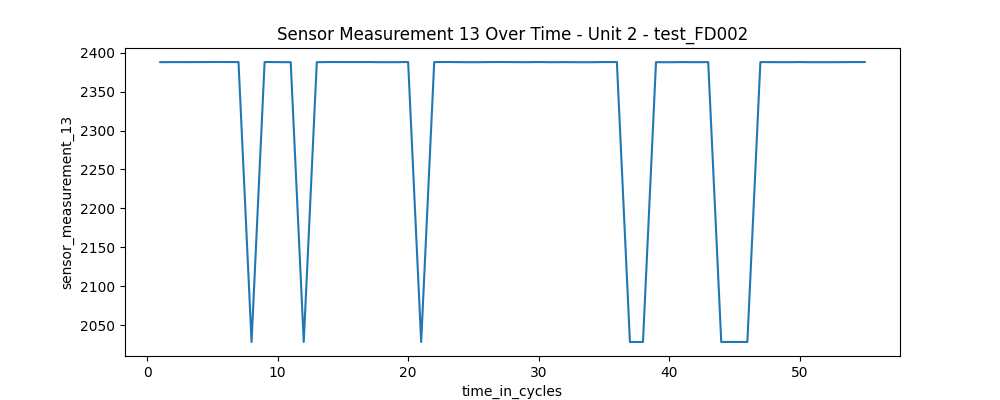 Sensor Measurement 13 Over Time - Unit 2 - test_FD002
2400
2350
2300
2250
2200
2150
2100
2050
sensor_measurement_13
0 10 20 30 40 50
time_in_cycles